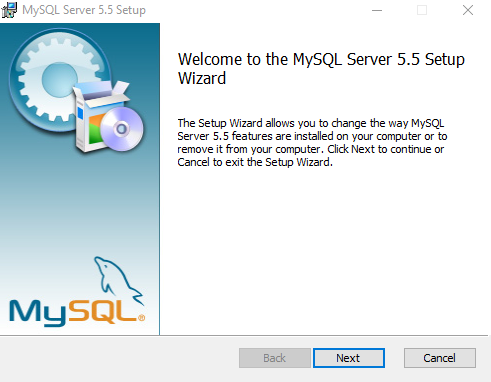 MySQL Server 5.5 Setup
Welcome to the MySQL Server 5.5 Setup
Wizard
The Setup Wizard allows you to change the way MySQL
Server 5.5 features are installed on your computer or to
remove it from your computer. Click Next to continue or
Cancel to exit the Setup Wizard.
MySQL®
Back
Next
Cancel